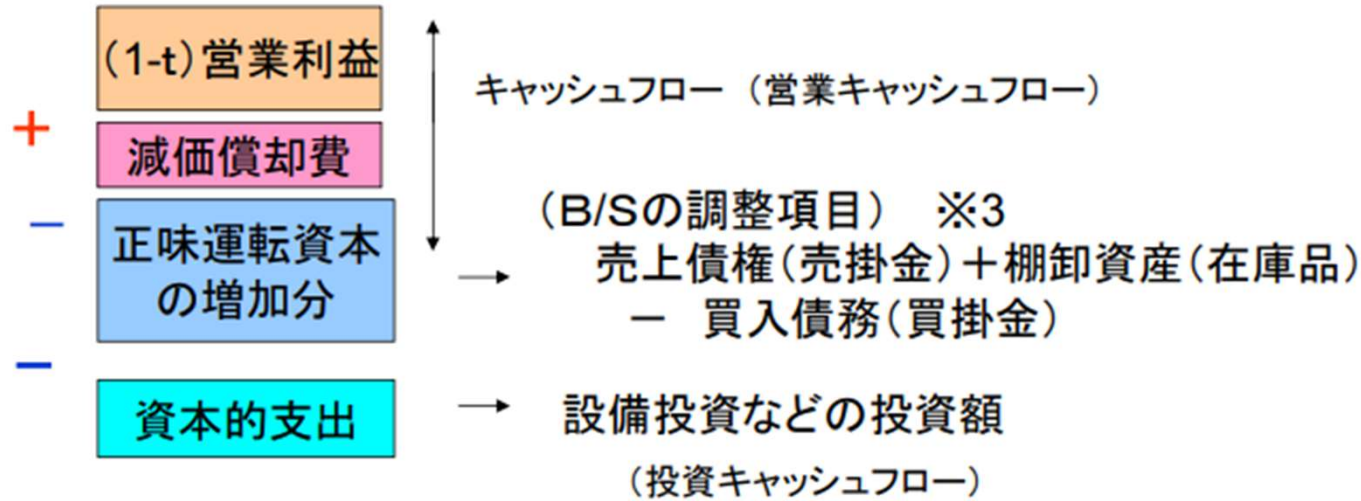 (1-t)営業利益
キャッシュフロー (営業キャッシュフロー)
+
減価償却費
－
正味運転資本
の増加分
(B/Sの調整項目) ※3
売上債権(売掛金)＋棚卸資産(在庫品)
－ 買入債務(買掛金)
－
資本的支出
設備投資などの投資額
(投資キャッシュフロー)